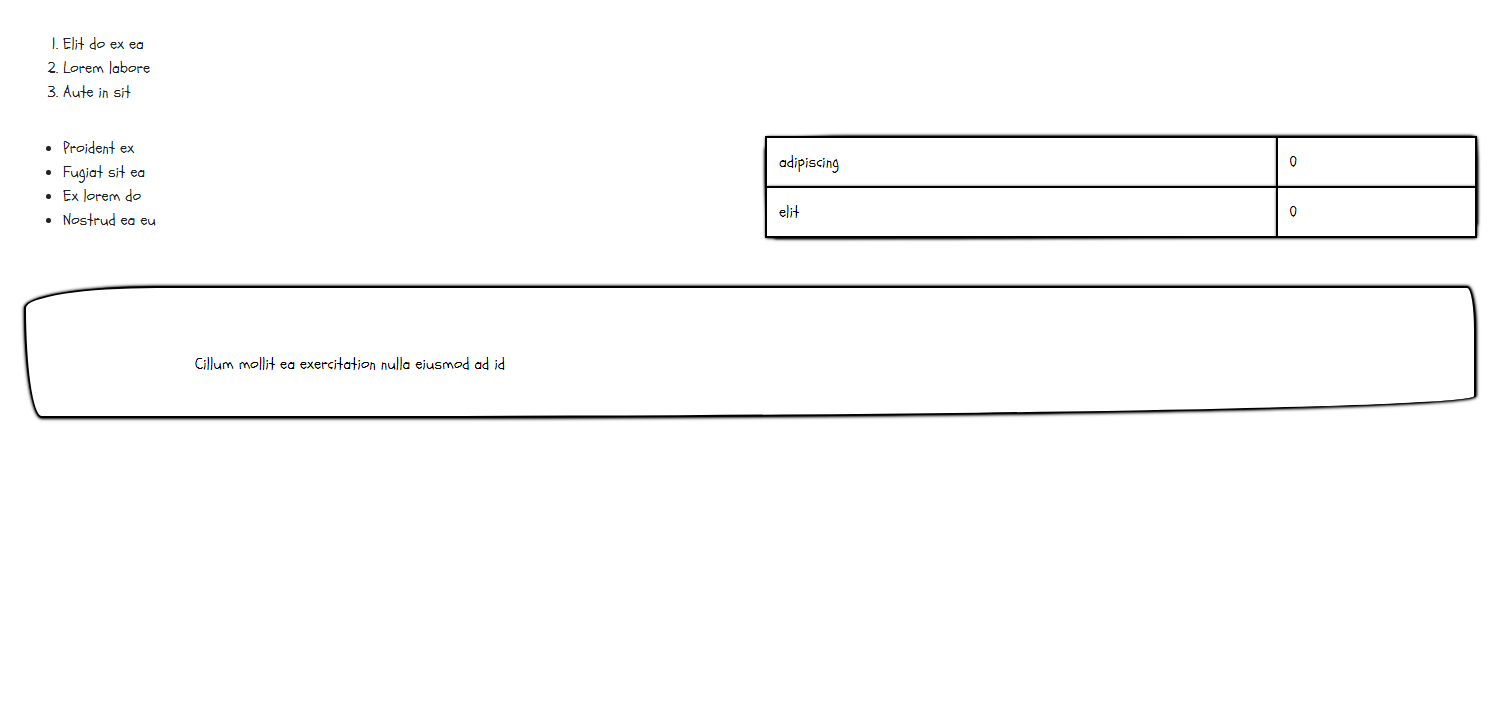 1. Elit do ex ea
2. Lorem labore
3. Aute in sit
• Proident ex
• Fugiat sit ea
• Ex lorem do
• Nostrud ea eu
adipiscing 0
elit 0
Cillum mollit ea exercitation nulla eiusmod ad id